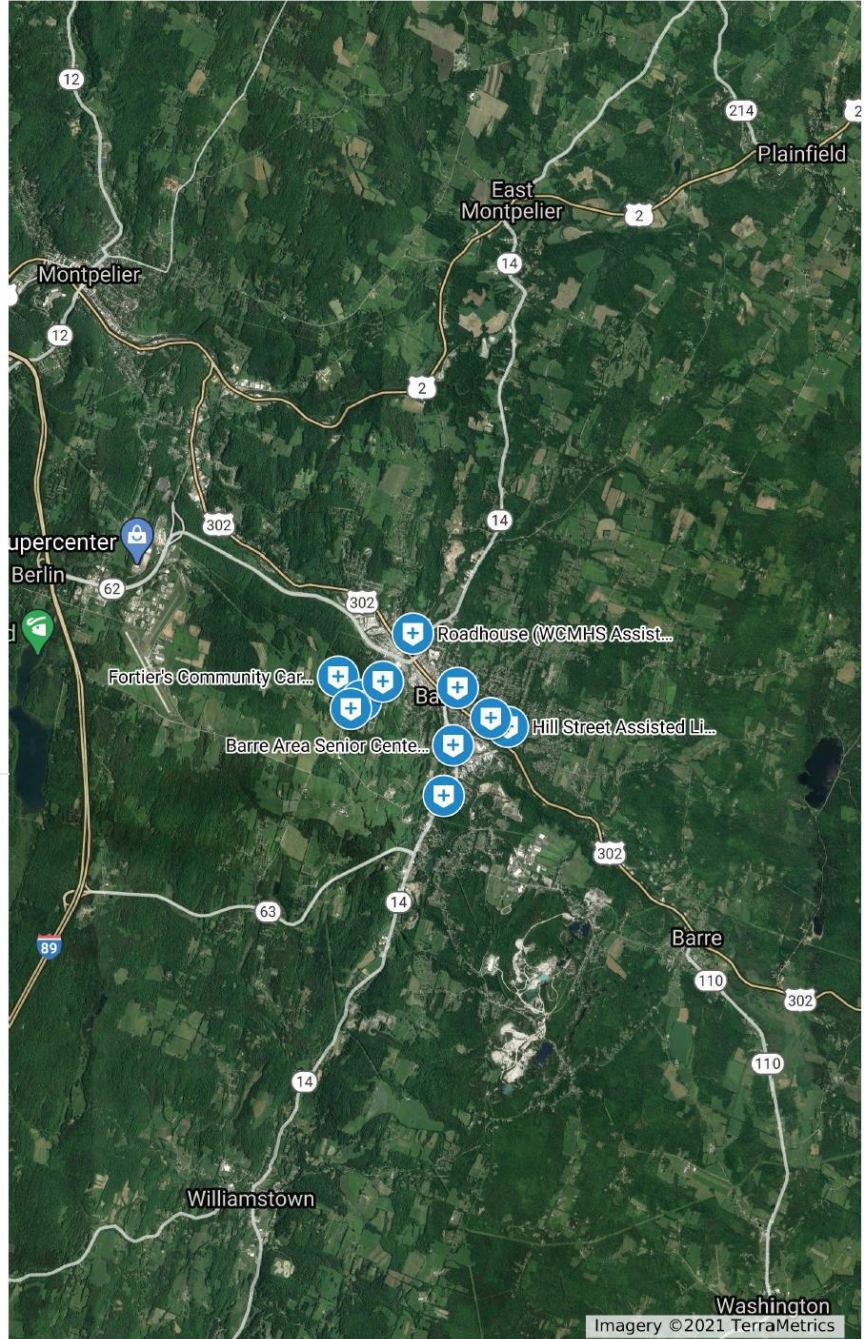 12
214
2
Plainfield
East
Montpelier
2
14
Montpelier
12
2
14
302
upercenter
Berlin
62
302
d
Roadhouse (WCMHS Assist...
Fortier's Community Car...
Ba
Hill Street Assisted Li...
Barre Area Senior Cente...
302
63
14
89
Barre
110
302
110
14
Williamstown
Washington
Imagery ©2021 TerraMetrics